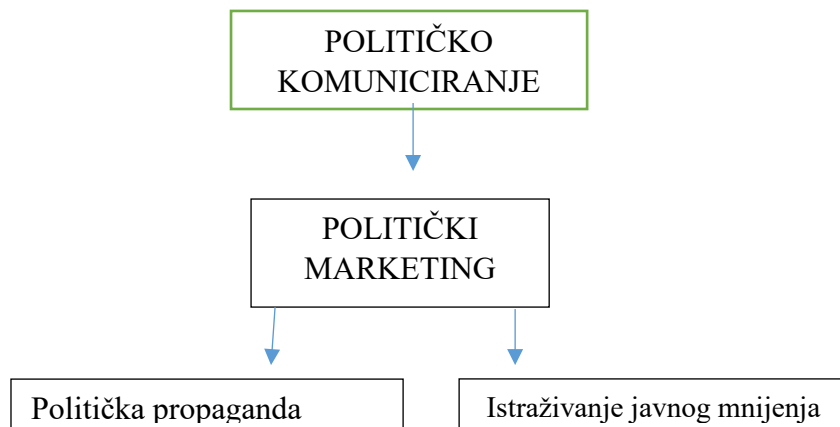 POLITIČKO
KOMUNICIRANJE
POLITIČKI
MARKETING
Politička propaganda
Istraživanje javnog mnijenja